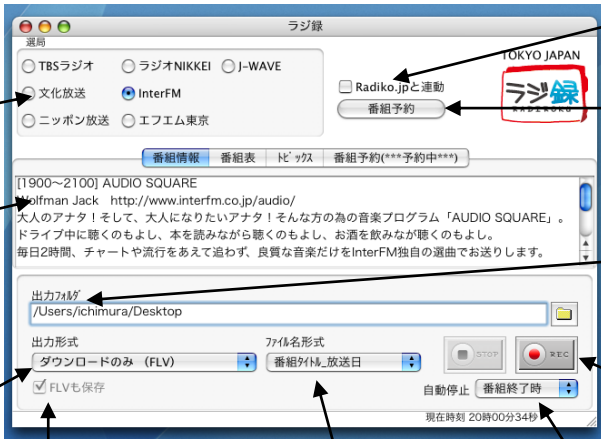 ラジ録
選局
TBSラジオ
ラジオNIKKEI
J-WAVE
文化放送
InterFM
ニッポン放送
エフエム東京
Radiko.jpと連動
番組予約
TOKYO JAPAN
ラジ録
RADIROKU
番組情報
番組表
トピックス
番組予約(***予約中***)
[1900〜2100] AUDIO SQUARE
Wolfman Jack http://www.interfm.co.jp/audio/
大人のアナタ！そして、大人になりたいアナタ！そんな方の為の音楽プログラム「AUDIO SQUARE」。
ドライブ中に聴くのもよし、本を読みながら聴くのもよし、お酒を飲みなが聴くのもよし。
毎日2時間、チャートや流行をあえて追わず、良質な音楽だけをInterFM独自の選曲でお送りします。
出力フォルダ
/Users/ichimura/Desktop
出力形式
ファイル名形式
ダウンロードのみ （FLV）
番組タイトル_放送日
STOP
REC
FLVも保存
自動停止
番組終了時
現在時刻 20時00分34秒